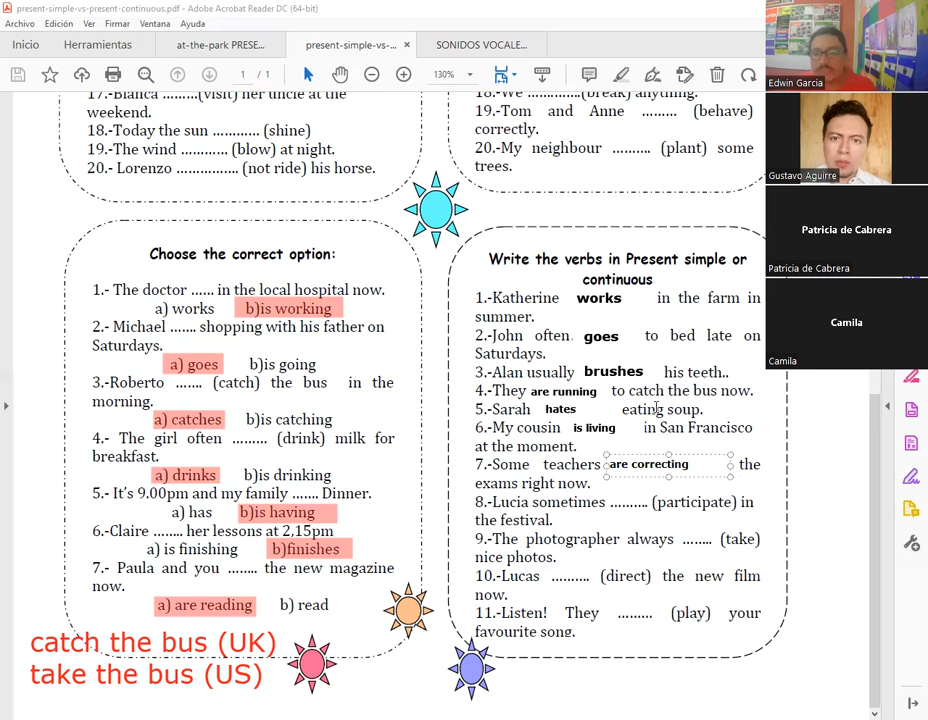 present-simple-vs-present-continuous.pdf - Adobe Acrobat Reader DC (64-bit)
Archivo Edición Ver Firmar Ventana Ayuda
Inicio Herramientas at-the-park PRESE... present-simple-vs-... × SONIDOS VOCALE...
1 / 1 130%
17.-Bianca .........(visit) her uncle at the
weekend.
18.-Today the sun ............ (shine)
19.-The wind ............ (blow) at night.
20.- Lorenzo ............... (not ride) his horse.
18.-We ..........(break) anything.
19.-Tom and Anne ......... (behave)
correctly.
20.-My neighbour .......... (plant) some
trees.
Choose the correct option:
1.- The doctor ...... in the local hospital now.
a) works b)is working
2.- Michael ....... shopping with his father on
Saturdays.
a) goes b)is going
3.-Roberto ....... (catch) the bus in the
morning.
a) catches b)is catching
4.- The girl often ......... (drink) milk for
breakfast.
a) drinks b)is drinking
5.- It's 9.00pm and my family ....... Dinner.
a) has b)is having
6.-Claire ........ her lessons at 2,15pm
a) is finishing b)finishes
7.- Paula and you ........ the new magazine
now.
a) are reading b) read
catch the bus (UK)
take the bus (US)
Write the verbs in Present simple or
continuous
1.-Katherine works in the farm in
summer.
2.-John often goes to bed late on
Saturdays.
3.-Alan usually brushes his teeth..
4.-They are running to catch the bus now.
5.-Sarah hates eating soup.
6.-My cousin is living in San Francisco
at the moment.
7.-Some teachers are correcting the
exams right now.
8.-Lucia sometimes .......... (participate) in
the festival.
9.-The photographer always ........ (take)
nice photos.
10.-Lucas .......... (direct) the new film
now.
11.-Listen! They ......... (play) your
favourite song.
Edwin Garcia
Gustavo Aguirre
Patricia de Cabrera
Patricia de Cabrera
Camila
Camila